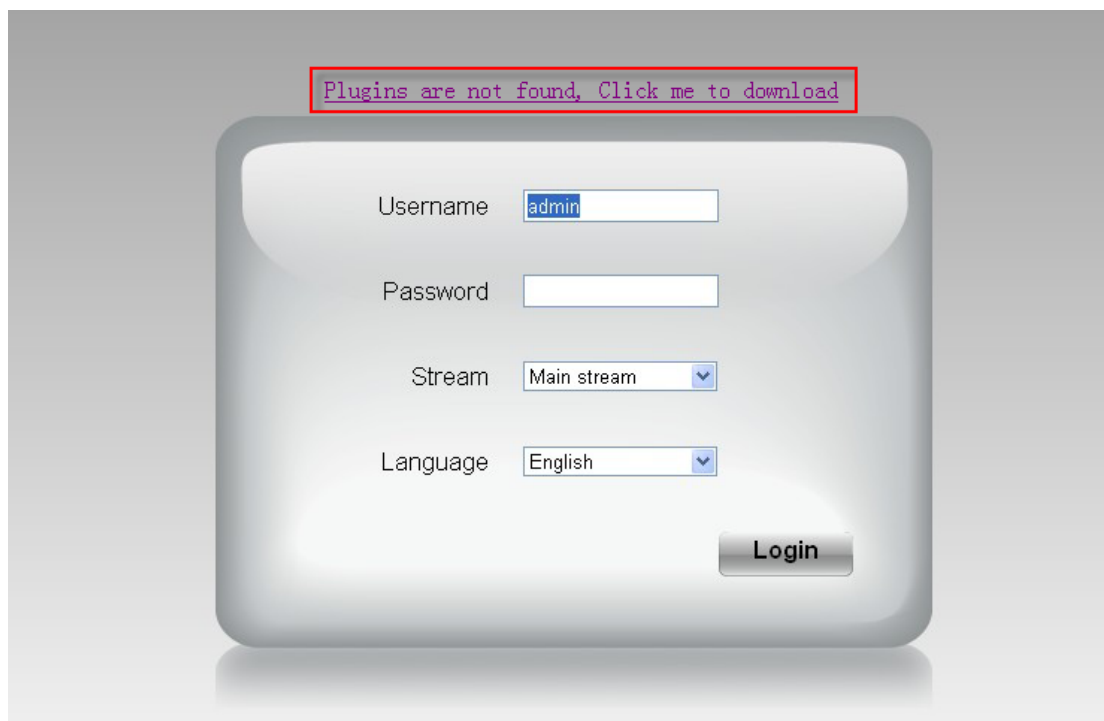 Plugins are not found, Click me to download
Username admin
Password
Stream Main stream
Language English
Login